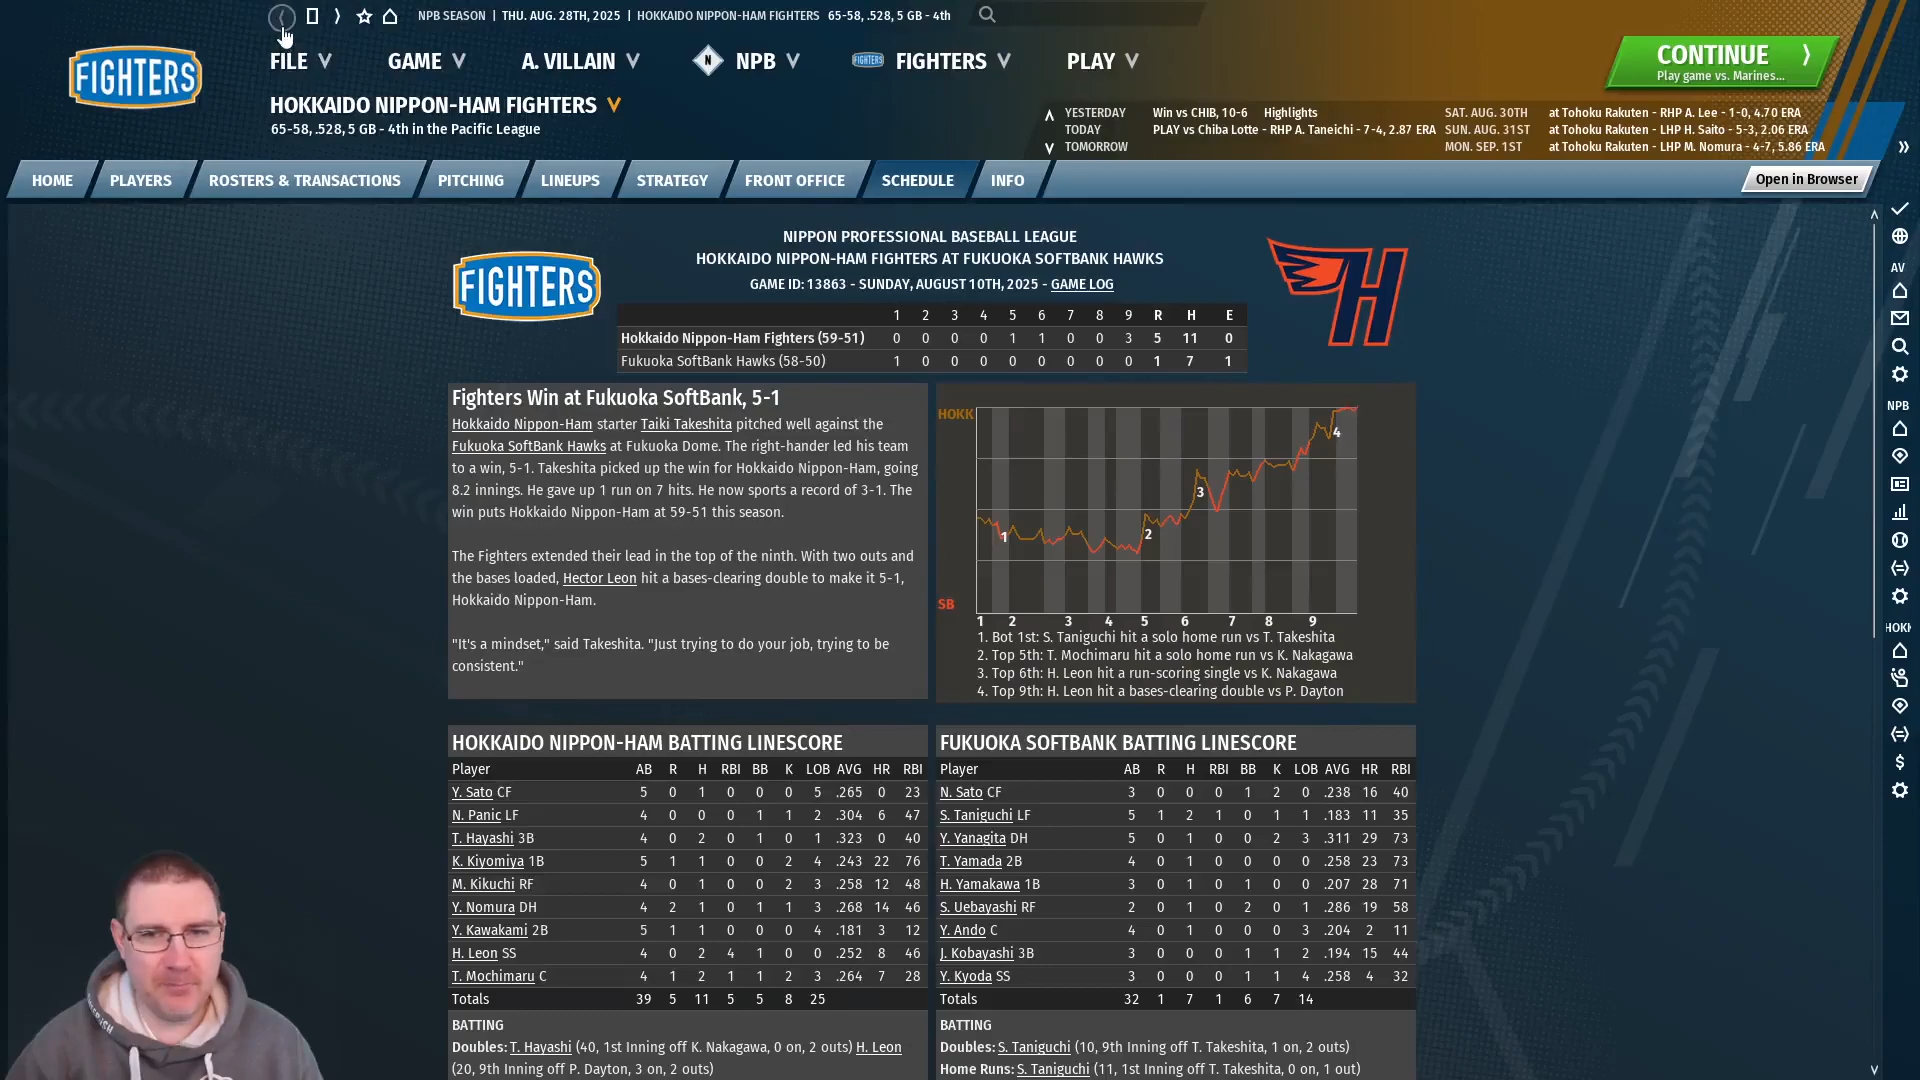 NPB SEASON | THU. AUG. 28TH, 2025 | HOKKAIDO NIPPON-HAM FIGHTERS 65-58, .528, 5 GB - 4th
FIGHTERS
FILE GAME A. VILLAIN N NPB FIGHTERS FIGHTERS PLAY
CONTINUE
Play game vs. Marines...
HOKKAIDO NIPPON-HAM FIGHTERS
65-58, .528, 5 GB - 4th in the Pacific League
YESTERDAY Win vs CHIB, 10-6 Highlights SAT. AUG. 30TH at Tohoku Rakuten - RHP A. Lee - 1-0, 4.70 ERA
TODAY PLAY vs Chiba Lotte - RHP A. Taneichi - 7-4, 2.87 ERA SUN. AUG. 31ST at Tohoku Rakuten - LHP H. Saito - 5-3, 2.06 ERA
TOMORROW MON. SEP. 1ST at Tohoku Rakuten - LHP M. Nomura - 4-7, 5.86 ERA
HOME PLAYERS ROSTERS & TRANSACTIONS PITCHING LINEUPS STRATEGY FRONT OFFICE SCHEDULE INFO Open in Browser
FIGHTERS
NIPPON PROFESSIONAL BASEBALL LEAGUE
HOKKAIDO NIPPON-HAM FIGHTERS AT FUKUOKA SOFTBANK HAWKS
GAME ID: 13863 - SUNDAY, AUGUST 10TH, 2025 - GAME LOG
H
1 2 3 4 5 6 7 8 9 R H E
Hokkaido Nippon-Ham Fighters (59-51) 0 0 0 0 1 1 0 0 3 5 11 0
Fukuoka SoftBank Hawks (58-50) 1 0 0 0 0 0 0 0 0 1 7 1
Fighters Win at Fukuoka SoftBank, 5-1
Hokkaido Nippon-Ham starter Taiki Takeshita pitched well against the
Fukuoka SoftBank Hawks at Fukuoka Dome. The right-hander led his team
to a win, 5-1. Takeshita picked up the win for Hokkaido Nippon-Ham, going
8.2 innings. He gave up 1 run on 7 hits. He now sports a record of 3-1. The
win puts Hokkaido Nippon-Ham at 59-51 this season.
The Fighters extended their lead in the top of the ninth. With two outs and
the bases loaded, Hector Leon hit a bases-clearing double to make it 5-1,
Hokkaido Nippon-Ham.
"It's a mindset," said Takeshita. "Just trying to do your job, trying to be
consistent."
HOKK
4
3
1
2
SB
1 2 3 4 5 6 7 8 9
1. Bot 1st: S. Taniguchi hit a solo home run vs T. Takeshita
2. Top 5th: T. Mochimaru hit a solo home run vs K. Nakagawa
3. Top 6th: H. Leon hit a run-scoring single vs K. Nakagawa
4. Top 9th: H. Leon hit a bases-clearing double vs P. Dayton
HOKKAIDO NIPPON-HAM BATTING LINESCORE
Player AB R H RBI BB K LOB AVG HR RBI
Y. Sato CF 5 0 1 0 0 0 5 .265 0 23
N. Panic LF 4 0 0 0 1 1 2 .304 6 47
T. Hayashi 3B 4 0 2 0 1 0 1 .323 0 40
K. Kiyomiya 1B 5 1 1 0 0 2 4 .243 22 76
M. Kikuchi RF 4 0 1 0 0 2 3 .258 12 48
Y. Nomura DH 4 2 1 0 1 1 3 .268 14 46
Y. Kawakami 2B 5 1 1 0 0 0 4 .181 3 12
H. Leon SS 4 0 2 4 1 0 0 .252 8 46
T. Mochimaru C 4 1 2 1 1 2 3 .264 7 28
Totals 39 5 11 5 5 8 25
BATTING
Doubles: T. Hayashi (40, 1st Inning off K. Nakagawa, 0 on, 2 outs) H. Leon
(20, 9th Inning off P. Dayton, 3 on, 2 outs)
FUKUOKA SOFTBANK BATTING LINESCORE
Player AB R H RBI BB K LOB AVG HR RBI
N. Sato CF 3 0 0 0 1 2 0 .238 16 40
S. Taniguchi LF 5 1 2 1 0 1 1 .183 11 35
Y. Yanagita DH 5 0 1 0 0 2 3 .311 29 73
T. Yamada 2B 4 0 1 0 0 0 0 .258 23 73
H. Yamakawa 1B 3 0 1 0 1 0 0 .207 28 71
S. Uebayashi RF 2 0 1 0 2 0 1 .286 19 58
Y. Ando C 4 0 1 0 0 0 3 .204 2 11
J. Kobayashi 3B 3 0 0 0 1 1 2 .194 15 44
Y. Kyoda SS 3 0 0 0 1 1 4 .258 4 32
Totals 32 1 7 1 6 7 14
BATTING
Doubles: S. Taniguchi (10, 9th Inning off T. Takeshita, 1 on, 2 outs)
Home Runs: S. Taniguchi (11, 1st Inning off T. Takeshita, 0 on, 1 out)
AV
NPB
HOKK
$